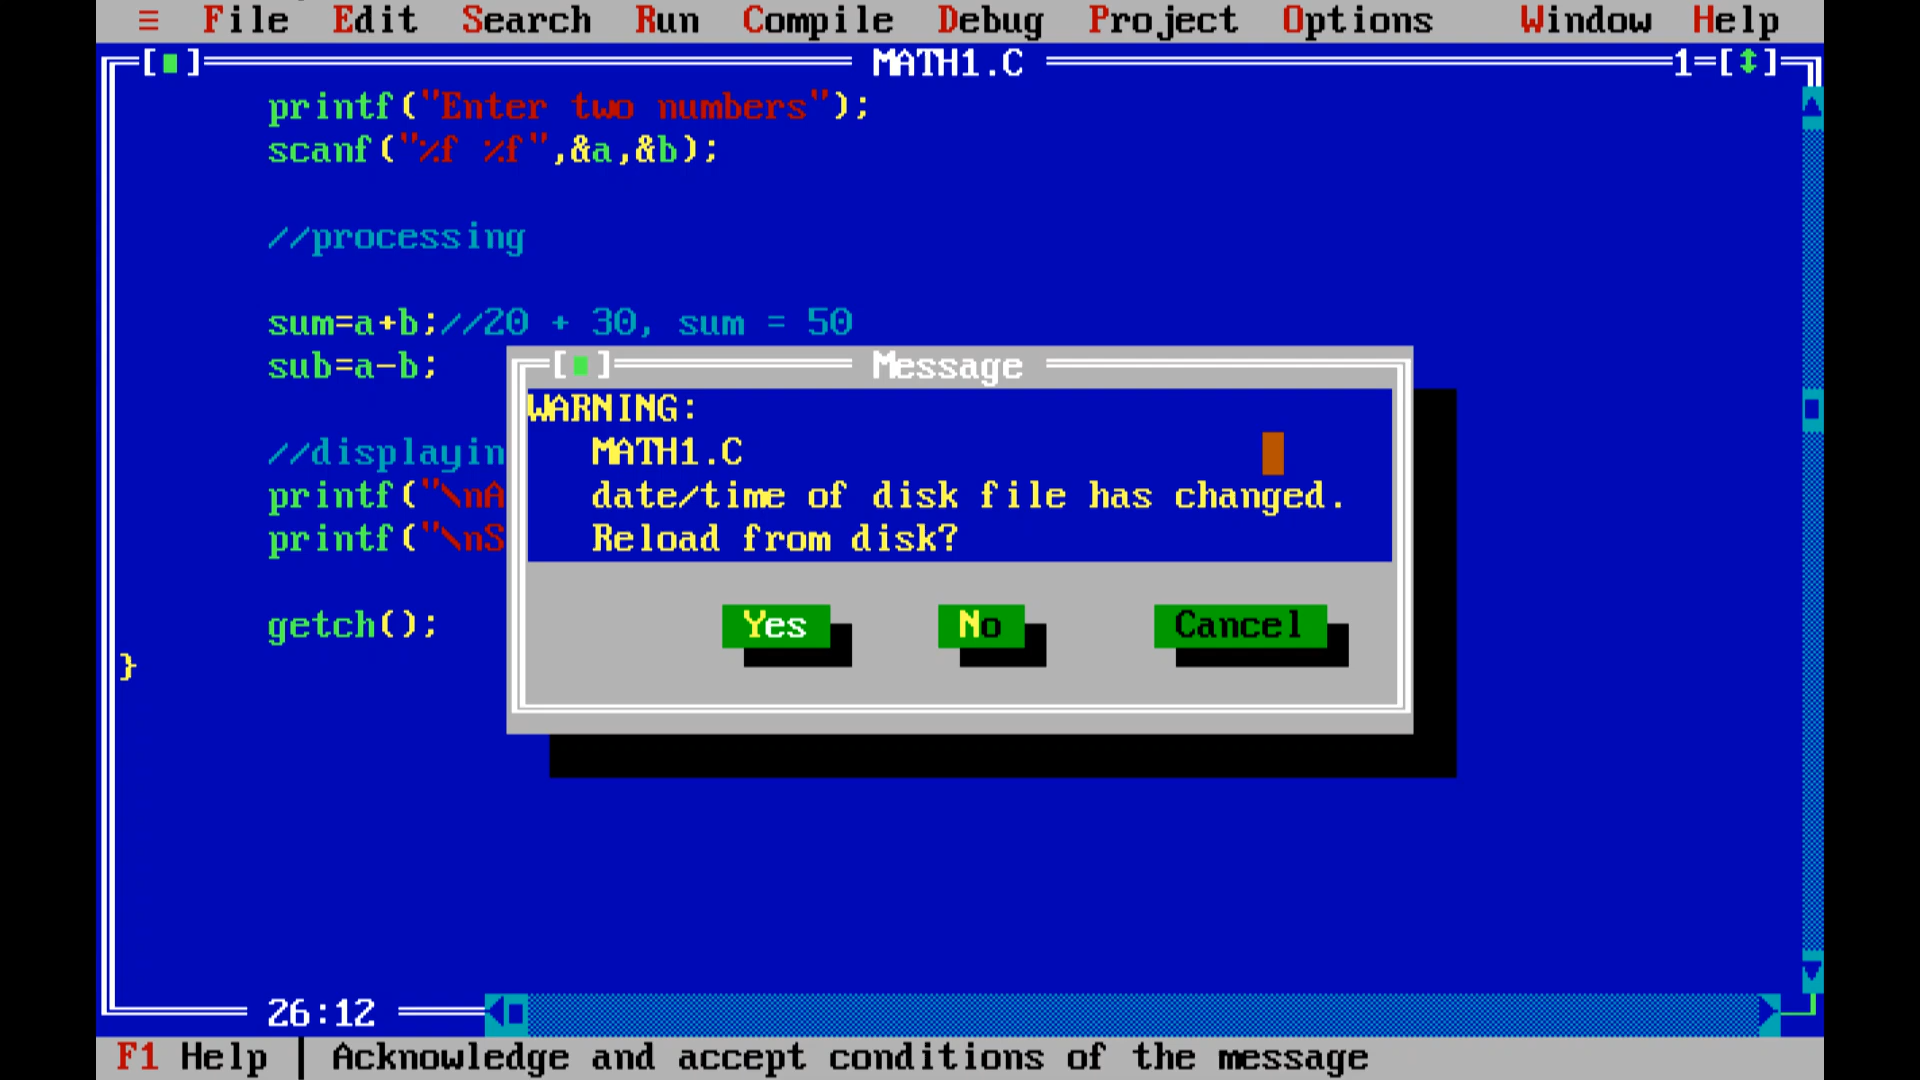 ≡ File Edit Search Run Compile Debug Project Options Window Help
[■] MATH1.C 1=[↕]
printf("Enter two numbers");
scanf("%f %f",&a,&b);
//processing
sum=a+b;//20 + 30, sum = 50
sub=a-b;
//displayin
printf("\nA
printf("\nS
getch();
}
[■] Message
WARNING:
MATH1.C
date/time of disk file has changed.
Reload from disk?
Yes No Cancel
26:12
F1 Help | Acknowledge and accept conditions of the message